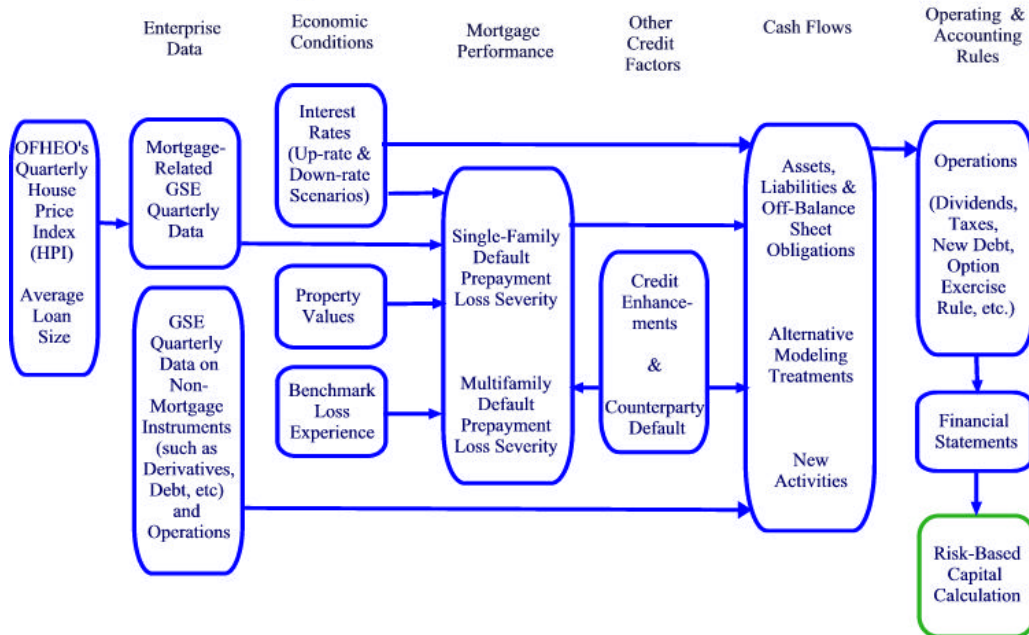 Enterprise
Data
Economic
Conditions
Mortgage
Performance
Other
Credit
Factors
Cash Flows
Operating &
Accounting
Rules
OFHEO's
Quarterly
House
Price
Index
(HPI)
Average
Loan
Size
Mortgage-
Related
GSE
Quarterly
Data
GSE
Quarterly
Data on
Non-
Mortgage
Instruments
(such as
Derivatives,
Debt, etc)
and
Operations
Interest
Rates
(Up-rate &
Down-rate
Scenarios)
Property
Values
Benchmark
Loss
Experience
Single-Family
Default
Prepayment
Loss Severity
Multifamily
Default
Prepayment
Loss Severity
Credit
Enhance-
ments
&
Counterparty
Default
Assets,
Liabilities &
Off-Balance
Sheet
Obligations
Alternative
Modeling
Treatments
New
Activities
Operations
(Dividends,
Taxes,
New Debt,
Option
Exercise
Rule, etc.)
Financial
Statements
Risk-Based
Capital
Calculation